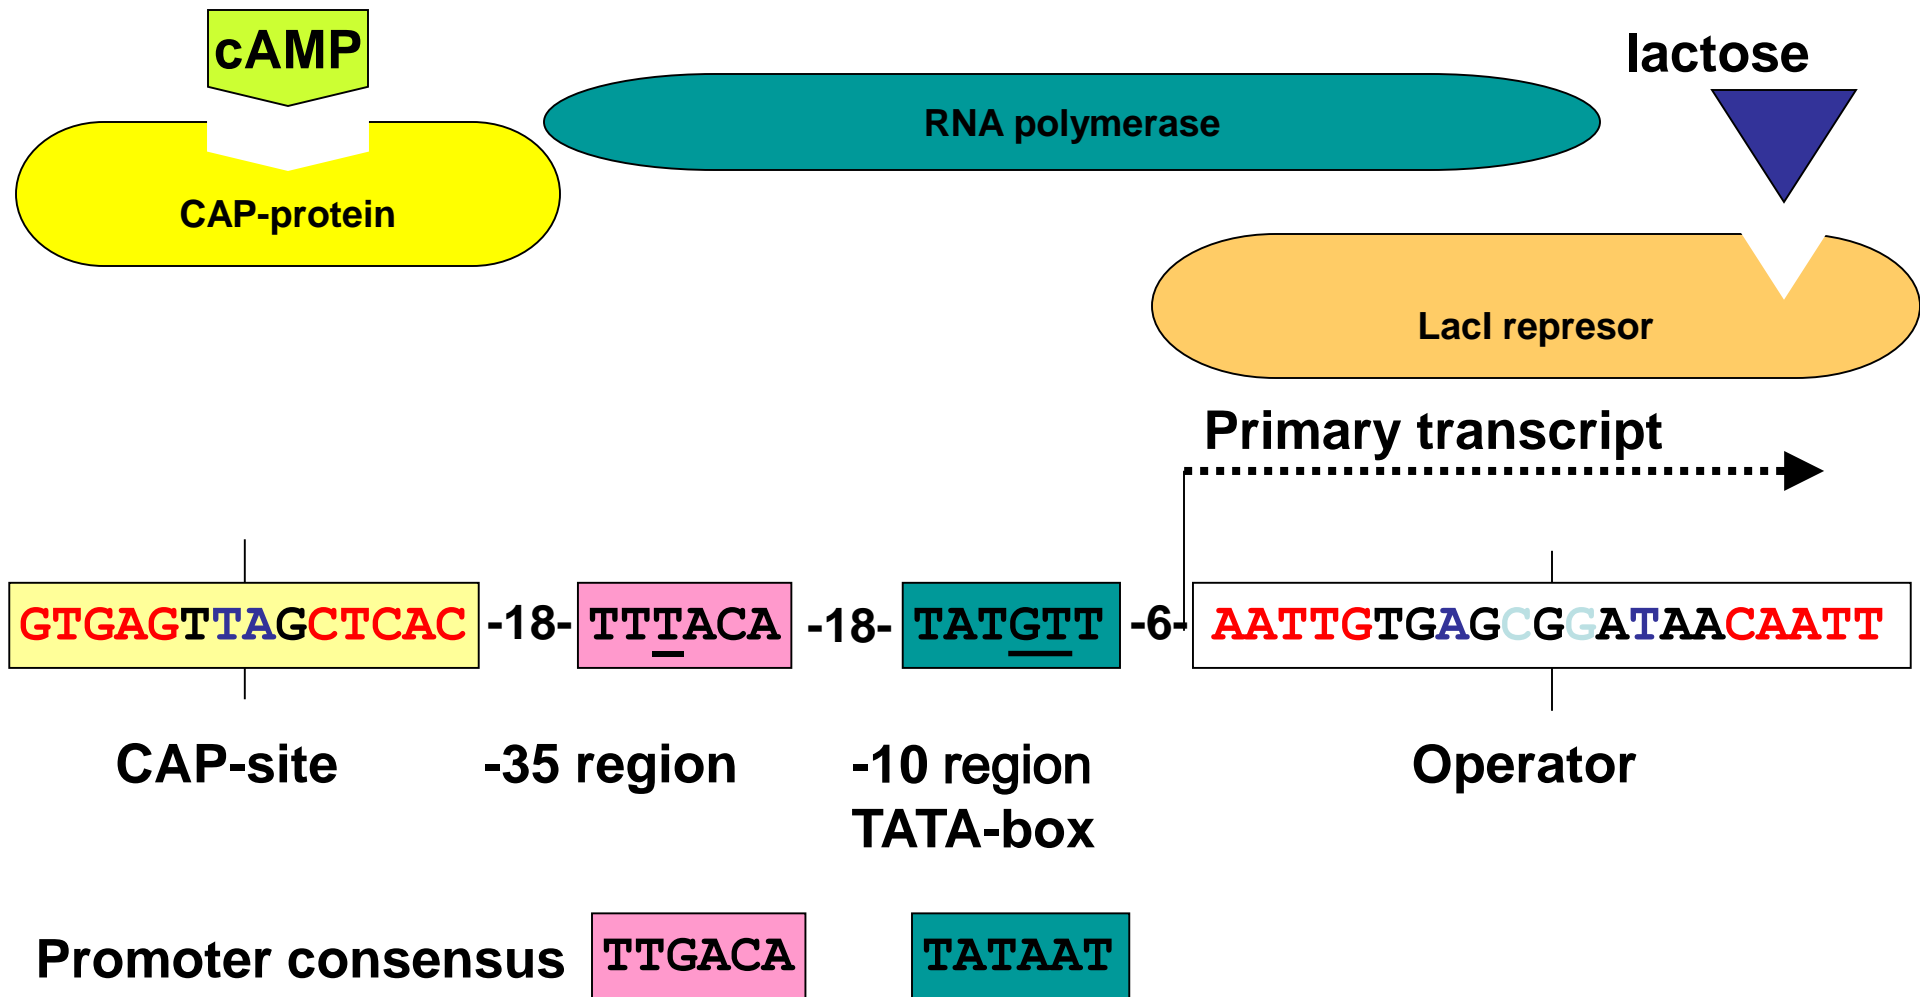 cAMP
lactose
RNA polymerase
CAP-protein
LacI represor
Primary transcript
GTGAGTTAGCTCAC -18- TTTACA -18- TATGTT -6- AATTGTGAGCGGATAACAATT
CAP-site -35 region -10 region Operator
TATA-box
Promoter consensus TTGACA TATAAT